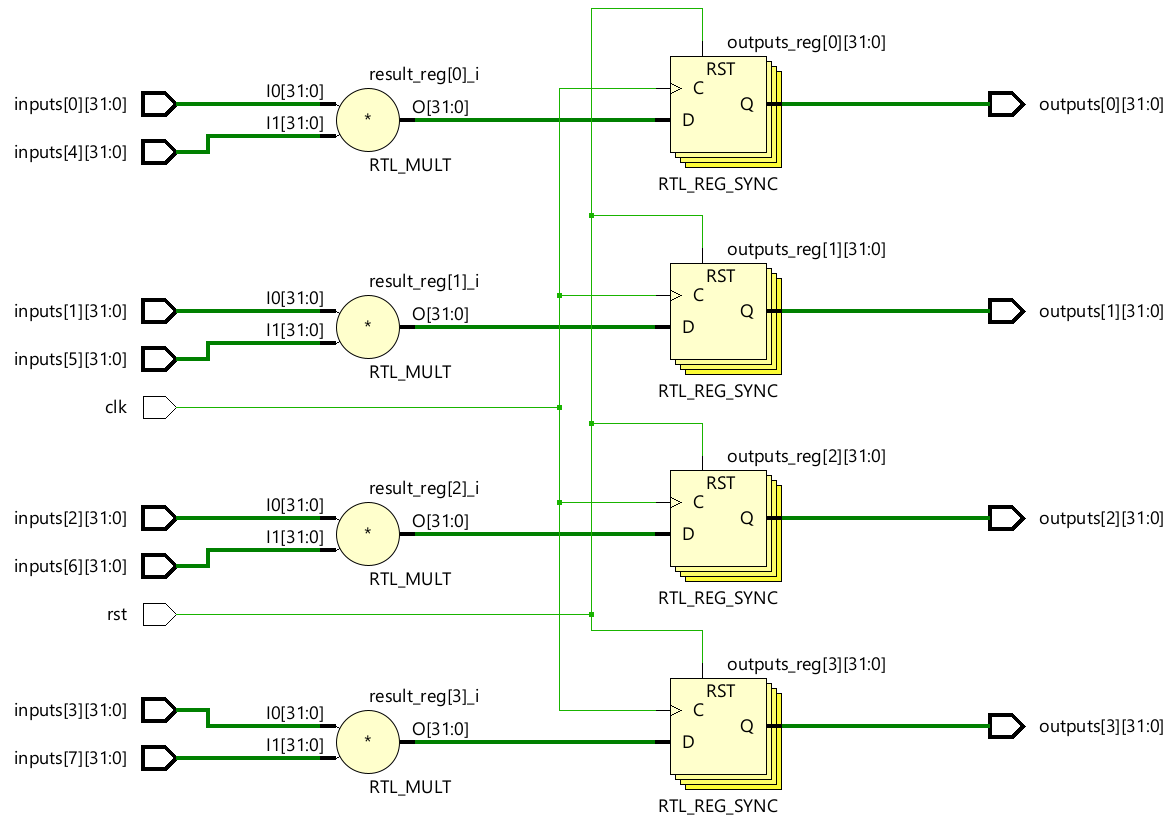 outputs_reg[0][31:0]
result_reg[0]_i
RST
inputs[0][31:0]
I0[31:0]
O[31:0]
C
Q
outputs[0][31:0]
I1[31:0]
*
D
inputs[4][31:0]
RTL_MULT
RTL_REG_SYNC
outputs_reg[1][31:0]
result_reg[1]_i
RST
inputs[1][31:0]
I0[31:0]
O[31:0]
C
Q
outputs[1][31:0]
I1[31:0]
*
D
inputs[5][31:0]
RTL_MULT
RTL_REG_SYNC
clk
outputs_reg[2][31:0]
result_reg[2]_i
RST
inputs[2][31:0]
I0[31:0]
O[31:0]
C
Q
outputs[2][31:0]
I1[31:0]
*
D
inputs[6][31:0]
RTL_MULT
RTL_REG_SYNC
rst
outputs_reg[3][31:0]
result_reg[3]_i
RST
inputs[3][31:0]
I0[31:0]
O[31:0]
C
Q
outputs[3][31:0]
I1[31:0]
*
D
inputs[7][31:0]
RTL_MULT
RTL_REG_SYNC